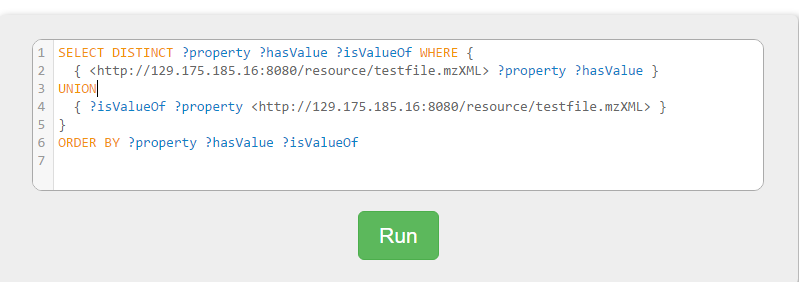 1 SELECT DISTINCT ?property ?hasValue ?isValueOf WHERE {
2   { <http://129.175.185.16:8080/resource/testfile.mzXML> ?property ?hasValue }
3 UNION
4   { ?isValueOf ?property <http://129.175.185.16:8080/resource/testfile.mzXML> }
5 }
6 ORDER BY ?property ?hasValue ?isValueOf
7
Run